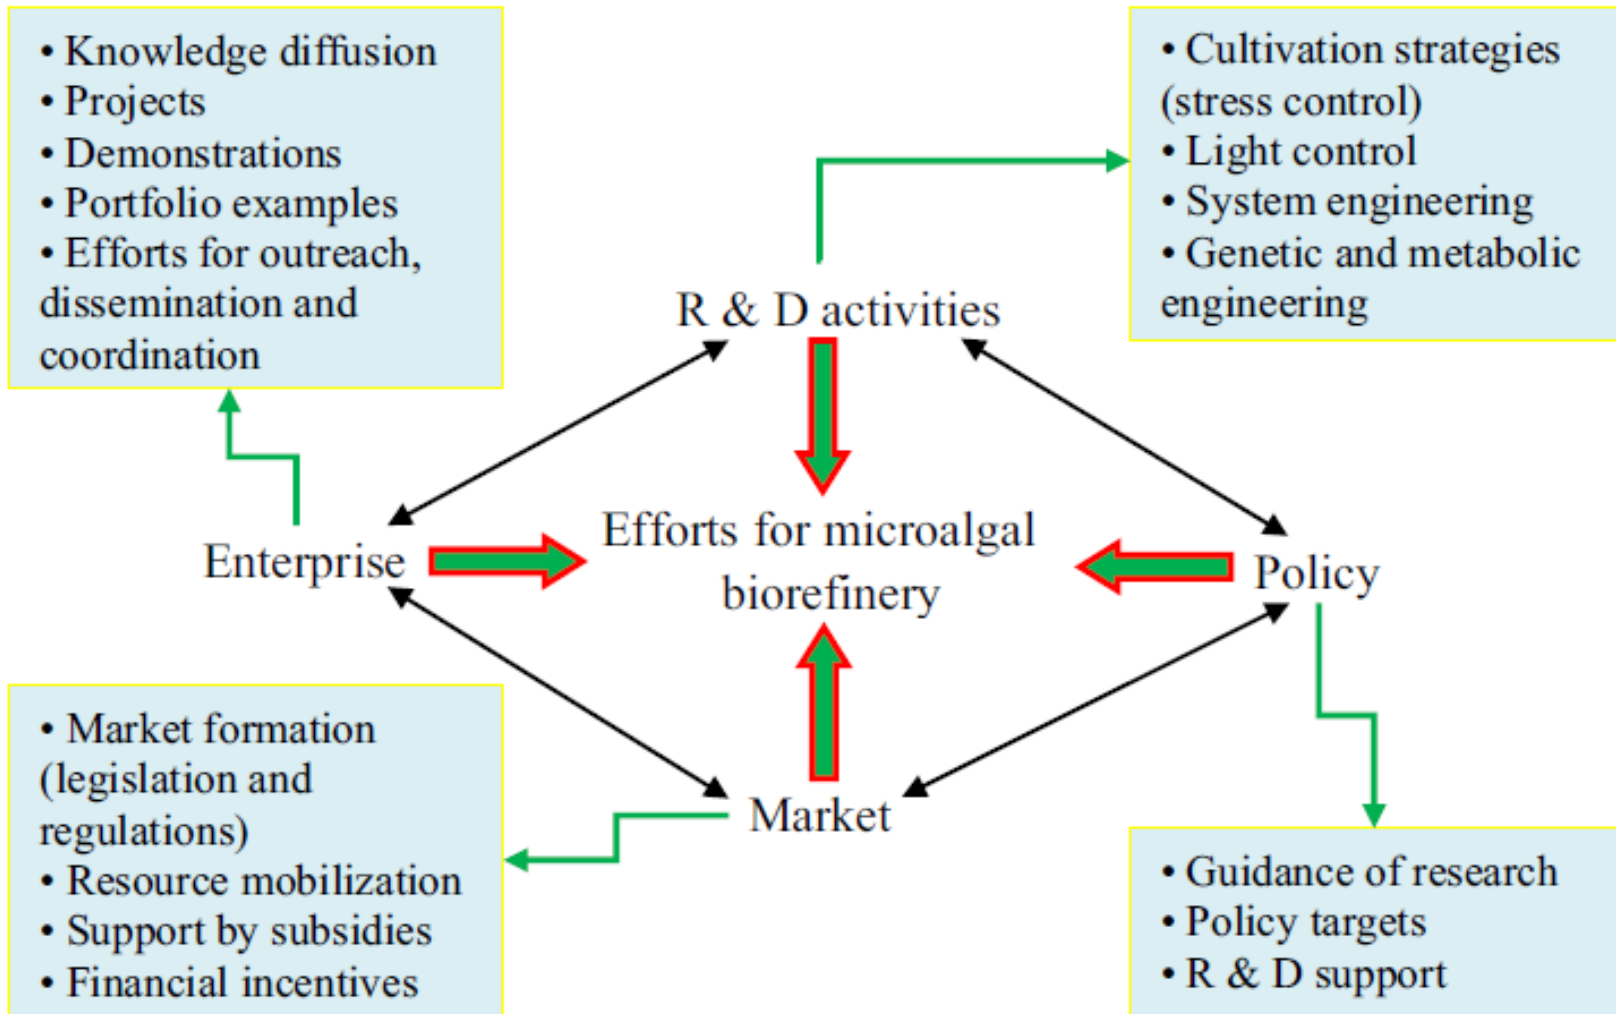 • Knowledge diffusion
• Projects
• Demonstrations
• Portfolio examples
• Efforts for outreach,
dissemination and
coordination
• Cultivation strategies
(stress control)
• Light control
• System engineering
• Genetic and metabolic
engineering
R & D activities
Enterprise
Efforts for microalgal
biorefinery
Policy
Market
• Market formation
(legislation and
regulations)
• Resource mobilization
• Support by subsidies
• Financial incentives
• Guidance of research
• Policy targets
• R & D support